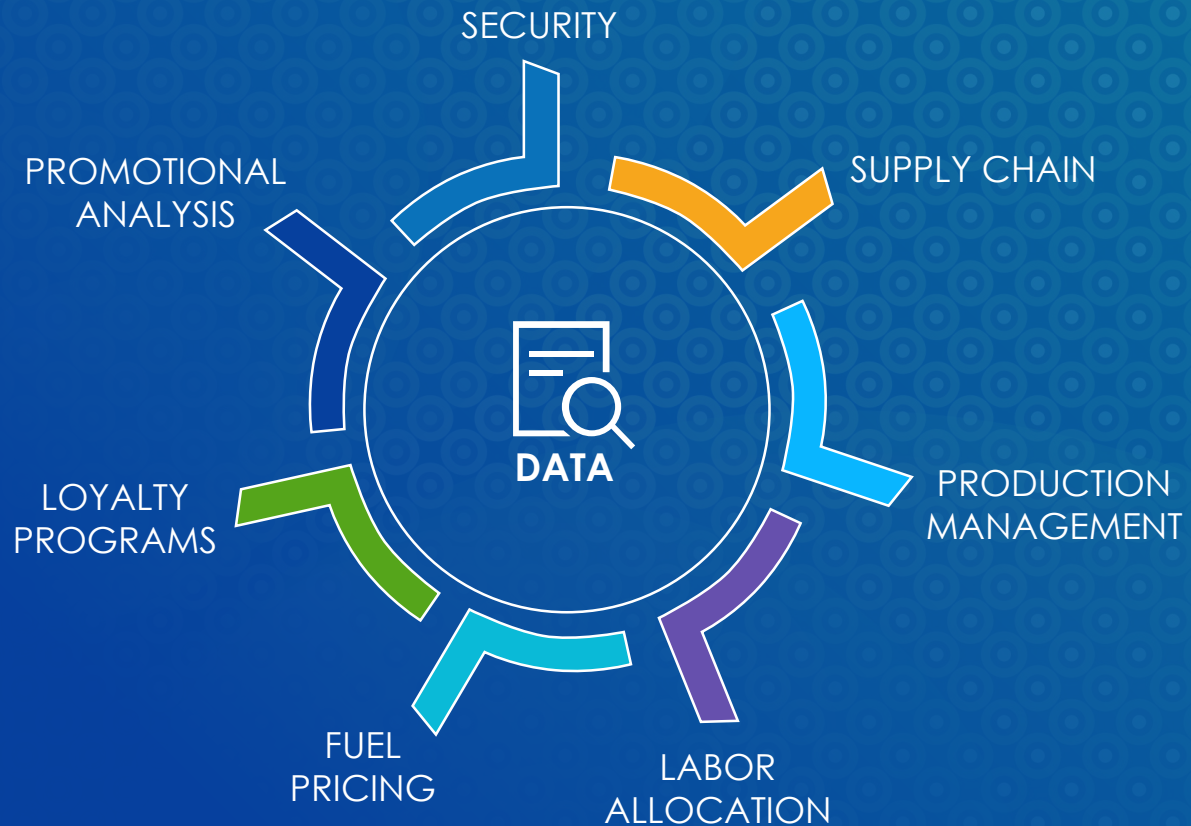 SECURITY
SUPPLY CHAIN
PROMOTIONAL
ANALYSIS
DATA
LOYALTY
PROGRAMS
PRODUCTION
MANAGEMENT
FUEL
PRICING
LABOR
ALLOCATION